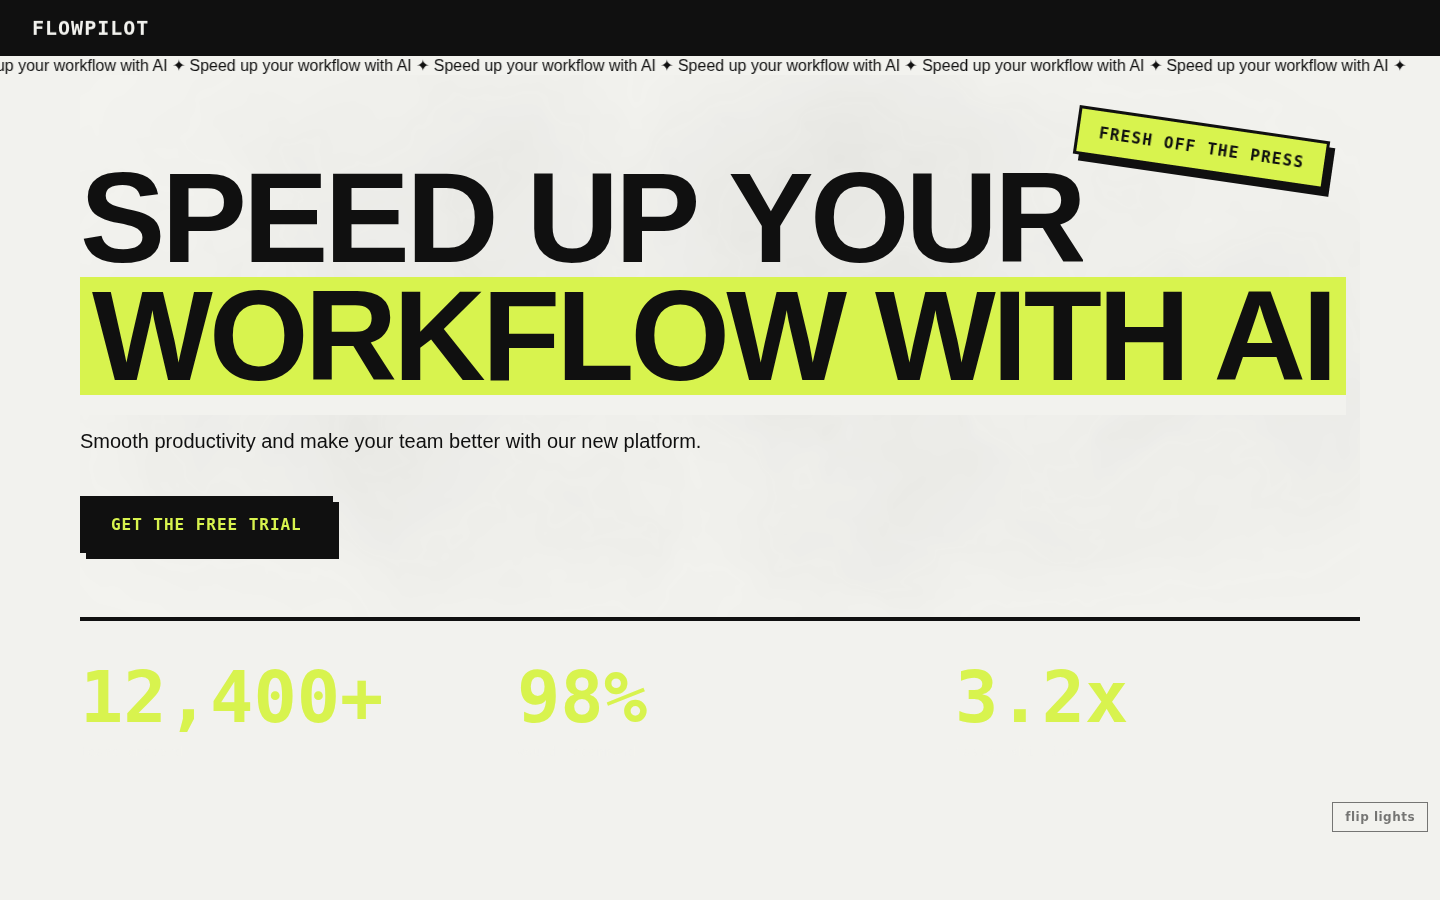 FLOWPILOT
up your workflow with AI ✦ Speed up your workflow with AI ✦ Speed up your workflow with AI ✦ Speed up your workflow with AI ✦ Speed up your workflow with AI ✦ Speed up your workflow with AI ✦
FRESH OFF THE PRESS
SPEED UP YOUR
WORKFLOW WITH AI
Smooth productivity and make your team better with our new platform.
GET THE FREE TRIAL
12,400+ 98% 3.2x
flip lights